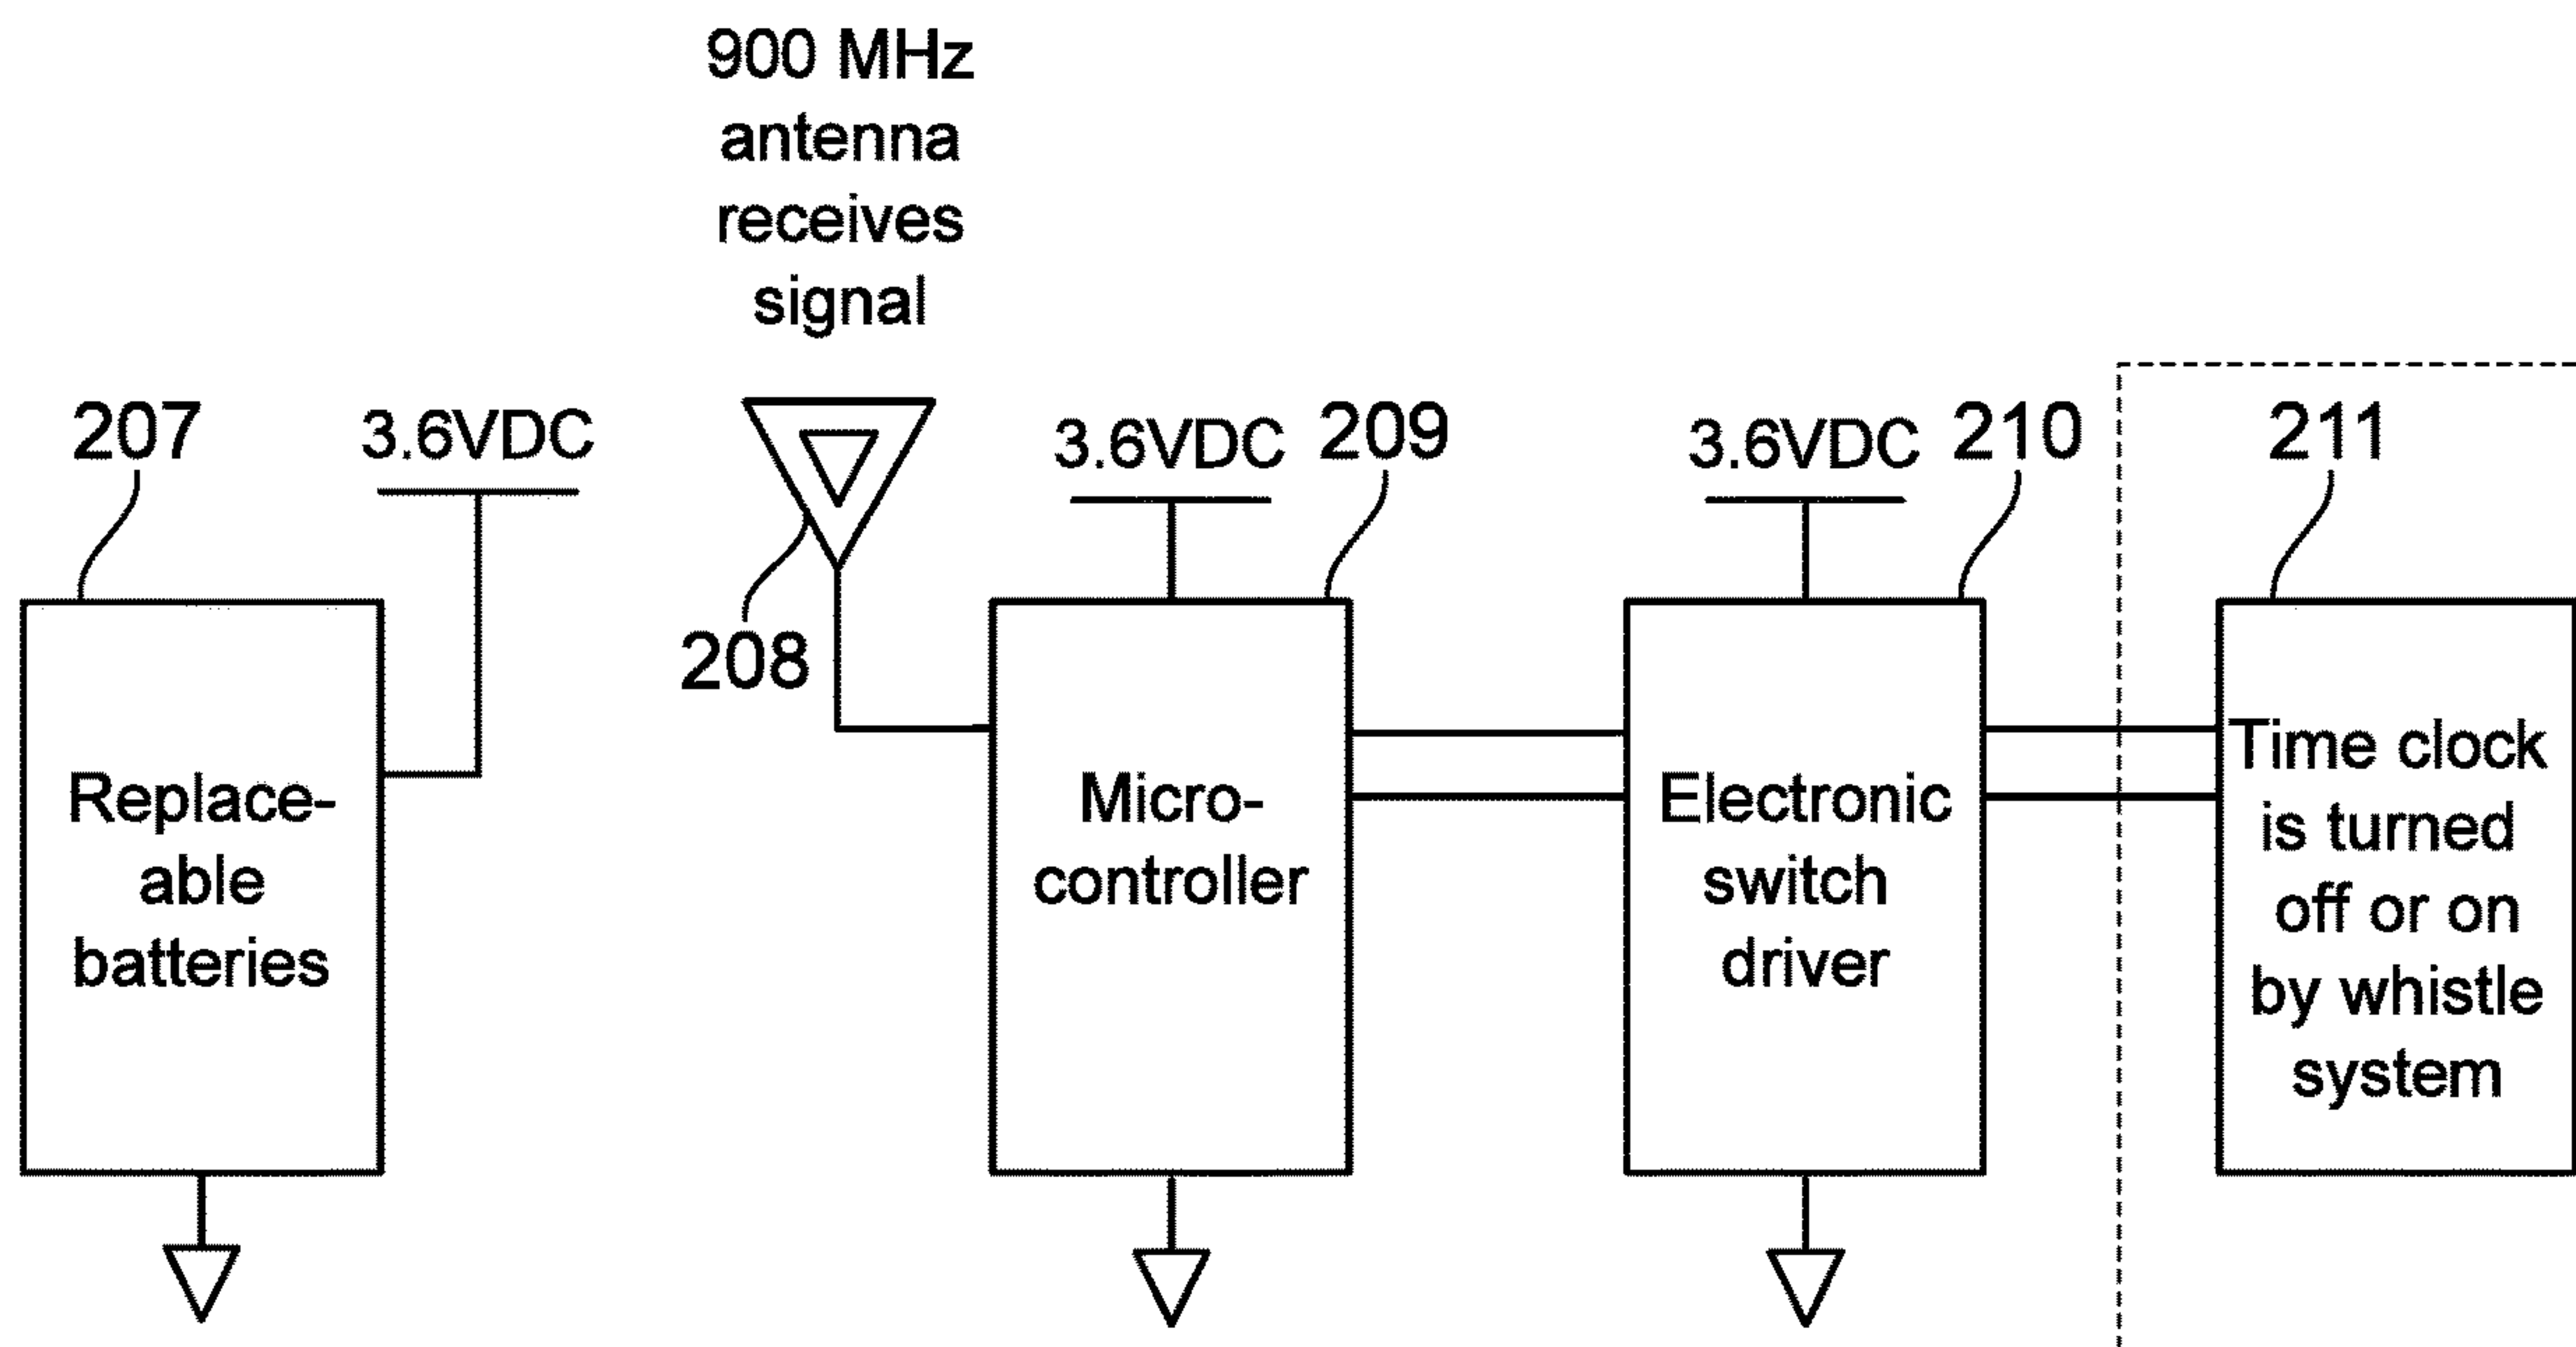 900 MHz
antenna
receives
signal
207
3.6VDC
208
3.6VDC
209
3.6VDC
210
211
Replace-
able
batteries
Micro-
controller
Electronic
switch
driver
Time clock
is turned
off or on
by whistle
system